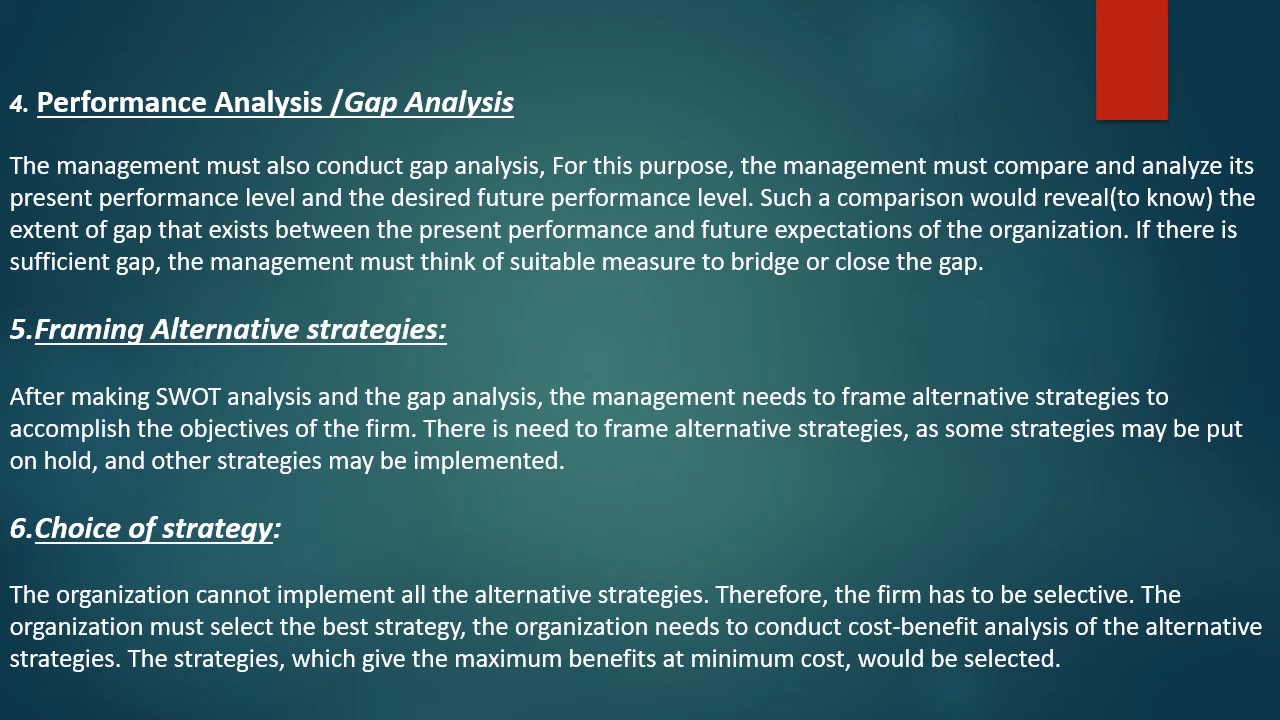 4. Performance Analysis /Gap Analysis
The management must also conduct gap analysis, For this purpose, the management must compare and analyze its
present performance level and the desired future performance level. Such a comparison would reveal(to know) the
extent of gap that exists between the present performance and future expectations of the organization. If there is
sufficient gap, the management must think of suitable measure to bridge or close the gap.
5.Framing Alternative strategies:
After making SWOT analysis and the gap analysis, the management needs to frame alternative strategies to
accomplish the objectives of the firm. There is need to frame alternative strategies, as some strategies may be put
on hold, and other strategies may be implemented.
6.Choice of strategy:
The organization cannot implement all the alternative strategies. Therefore, the firm has to be selective. The
organization must select the best strategy, the organization needs to conduct cost-benefit analysis of the alternative
strategies. The strategies, which give the maximum benefits at minimum cost, would be selected.